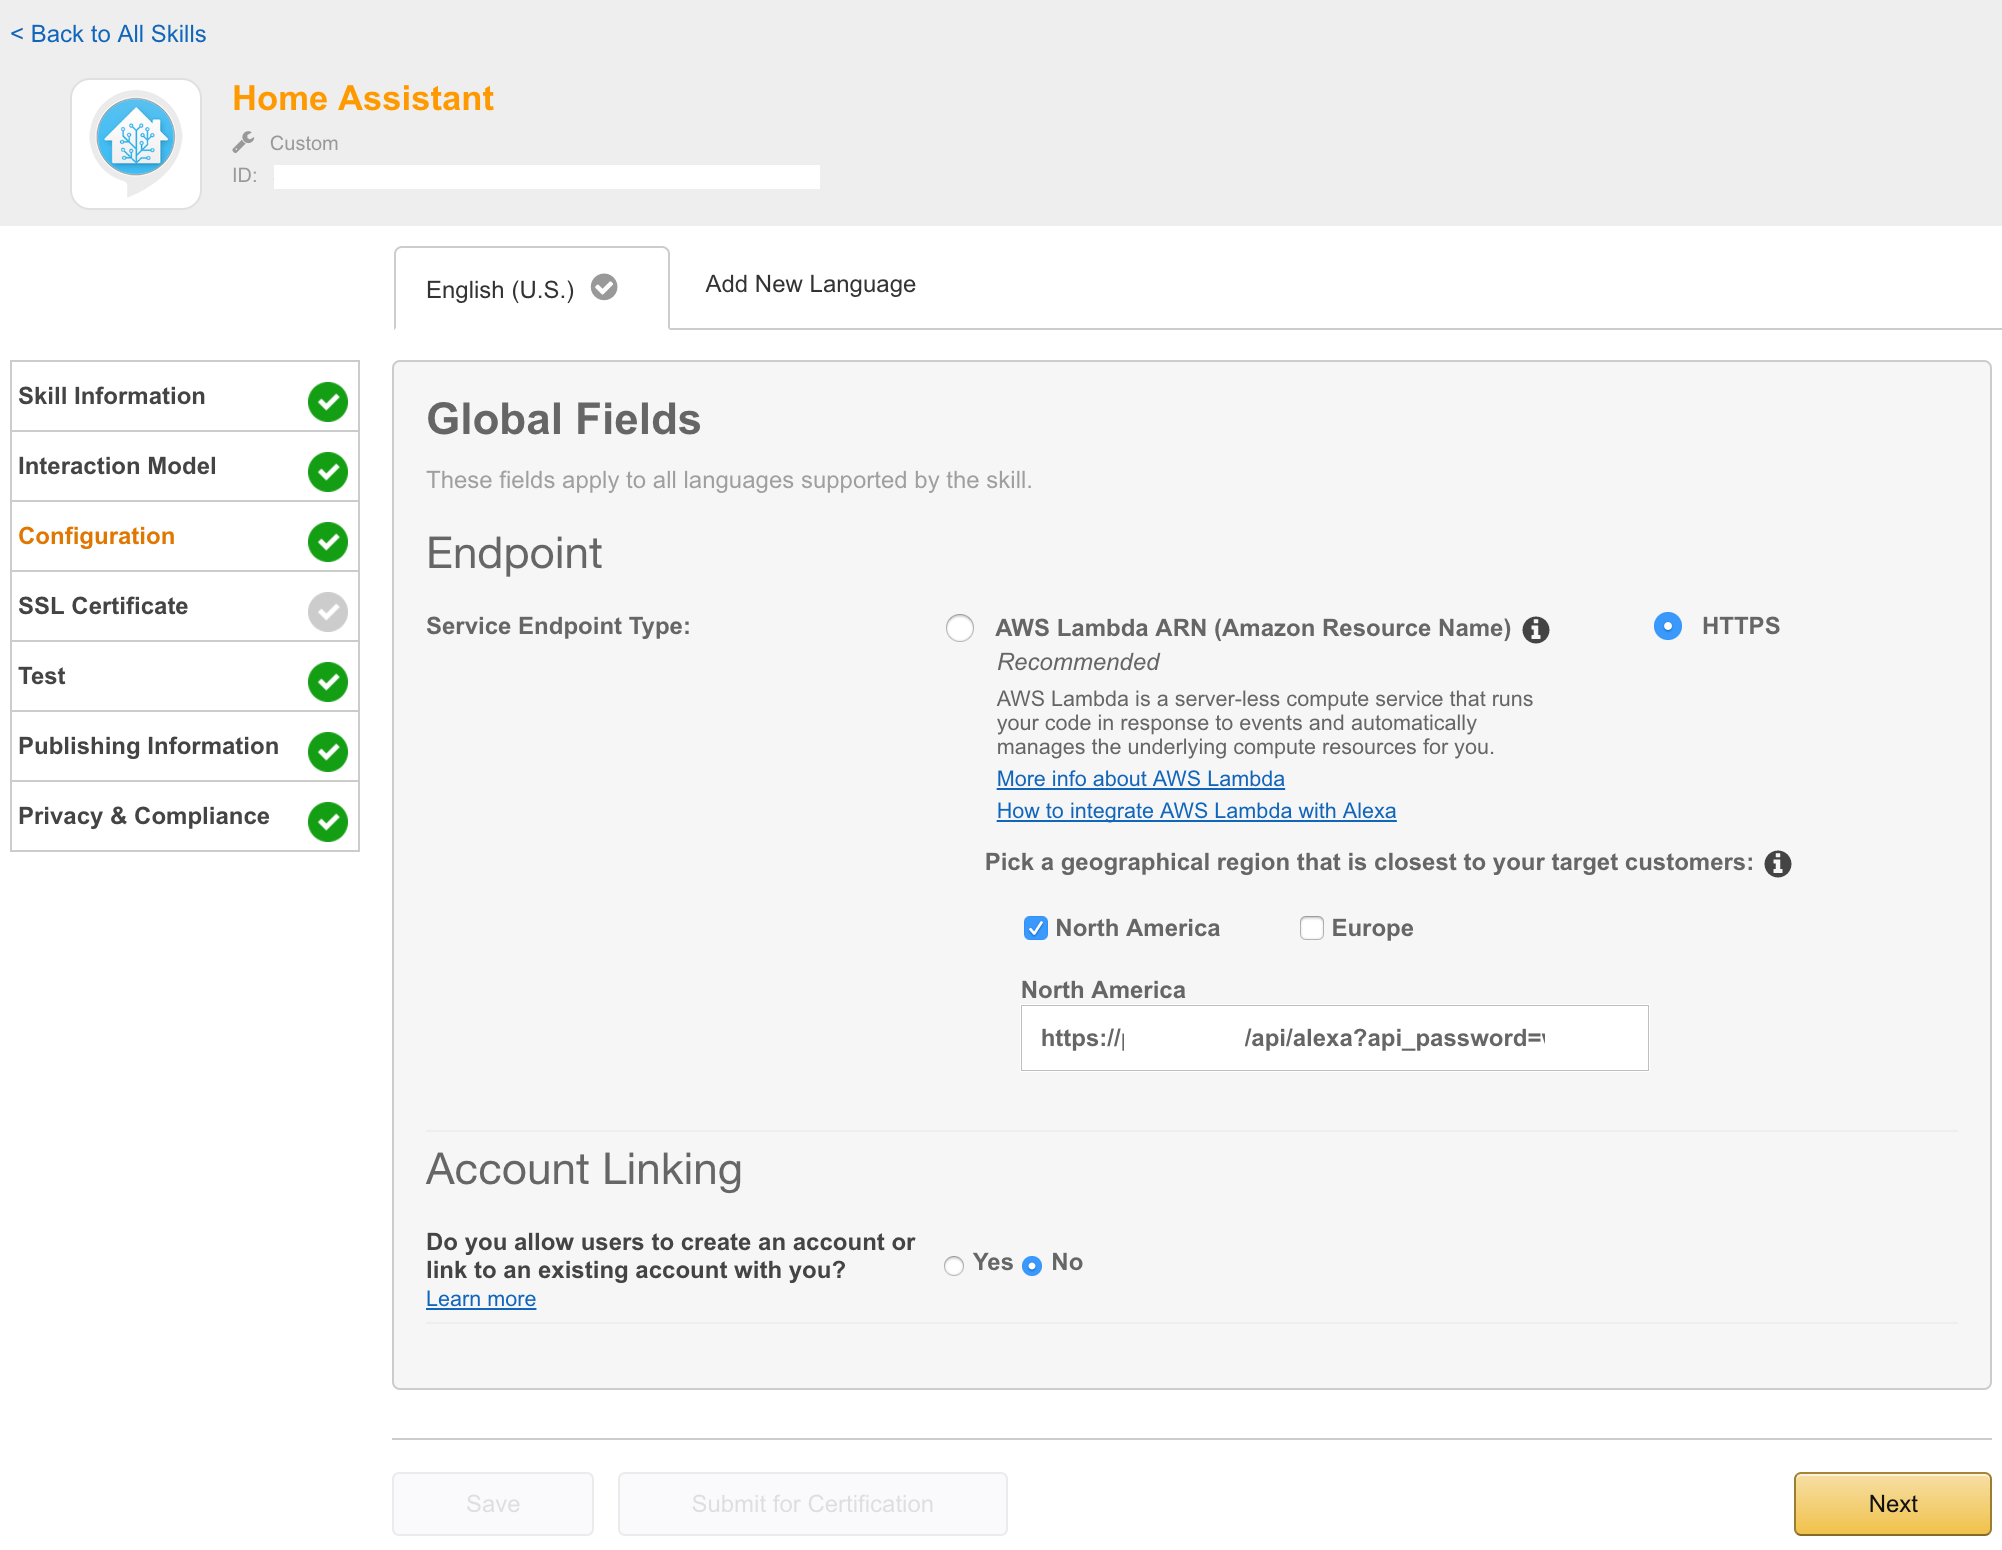 < Back to All Skills
Home Assistant
Custom
ID:
English (U.S.)
Add New Language
Skill Information
Interaction Model
Configuration
SSL Certificate
Test
Publishing Information
Privacy & Compliance
Global Fields
These fields apply to all languages supported by the skill.
Endpoint
Service Endpoint Type:
AWS Lambda ARN (Amazon Resource Name)
HTTPS
Recommended
AWS Lambda is a server-less compute service that runs
your code in response to events and automatically
manages the underlying compute resources for you.
More info about AWS Lambda
How to integrate AWS Lambda with Alexa
Pick a geographical region that is closest to your target customers:
North America
Europe
North America
https:// /api/alexa?api_password=
Account Linking
Do you allow users to create an account or
link to an existing account with you?
Yes
No
Learn more
Save
Submit for Certification
Next